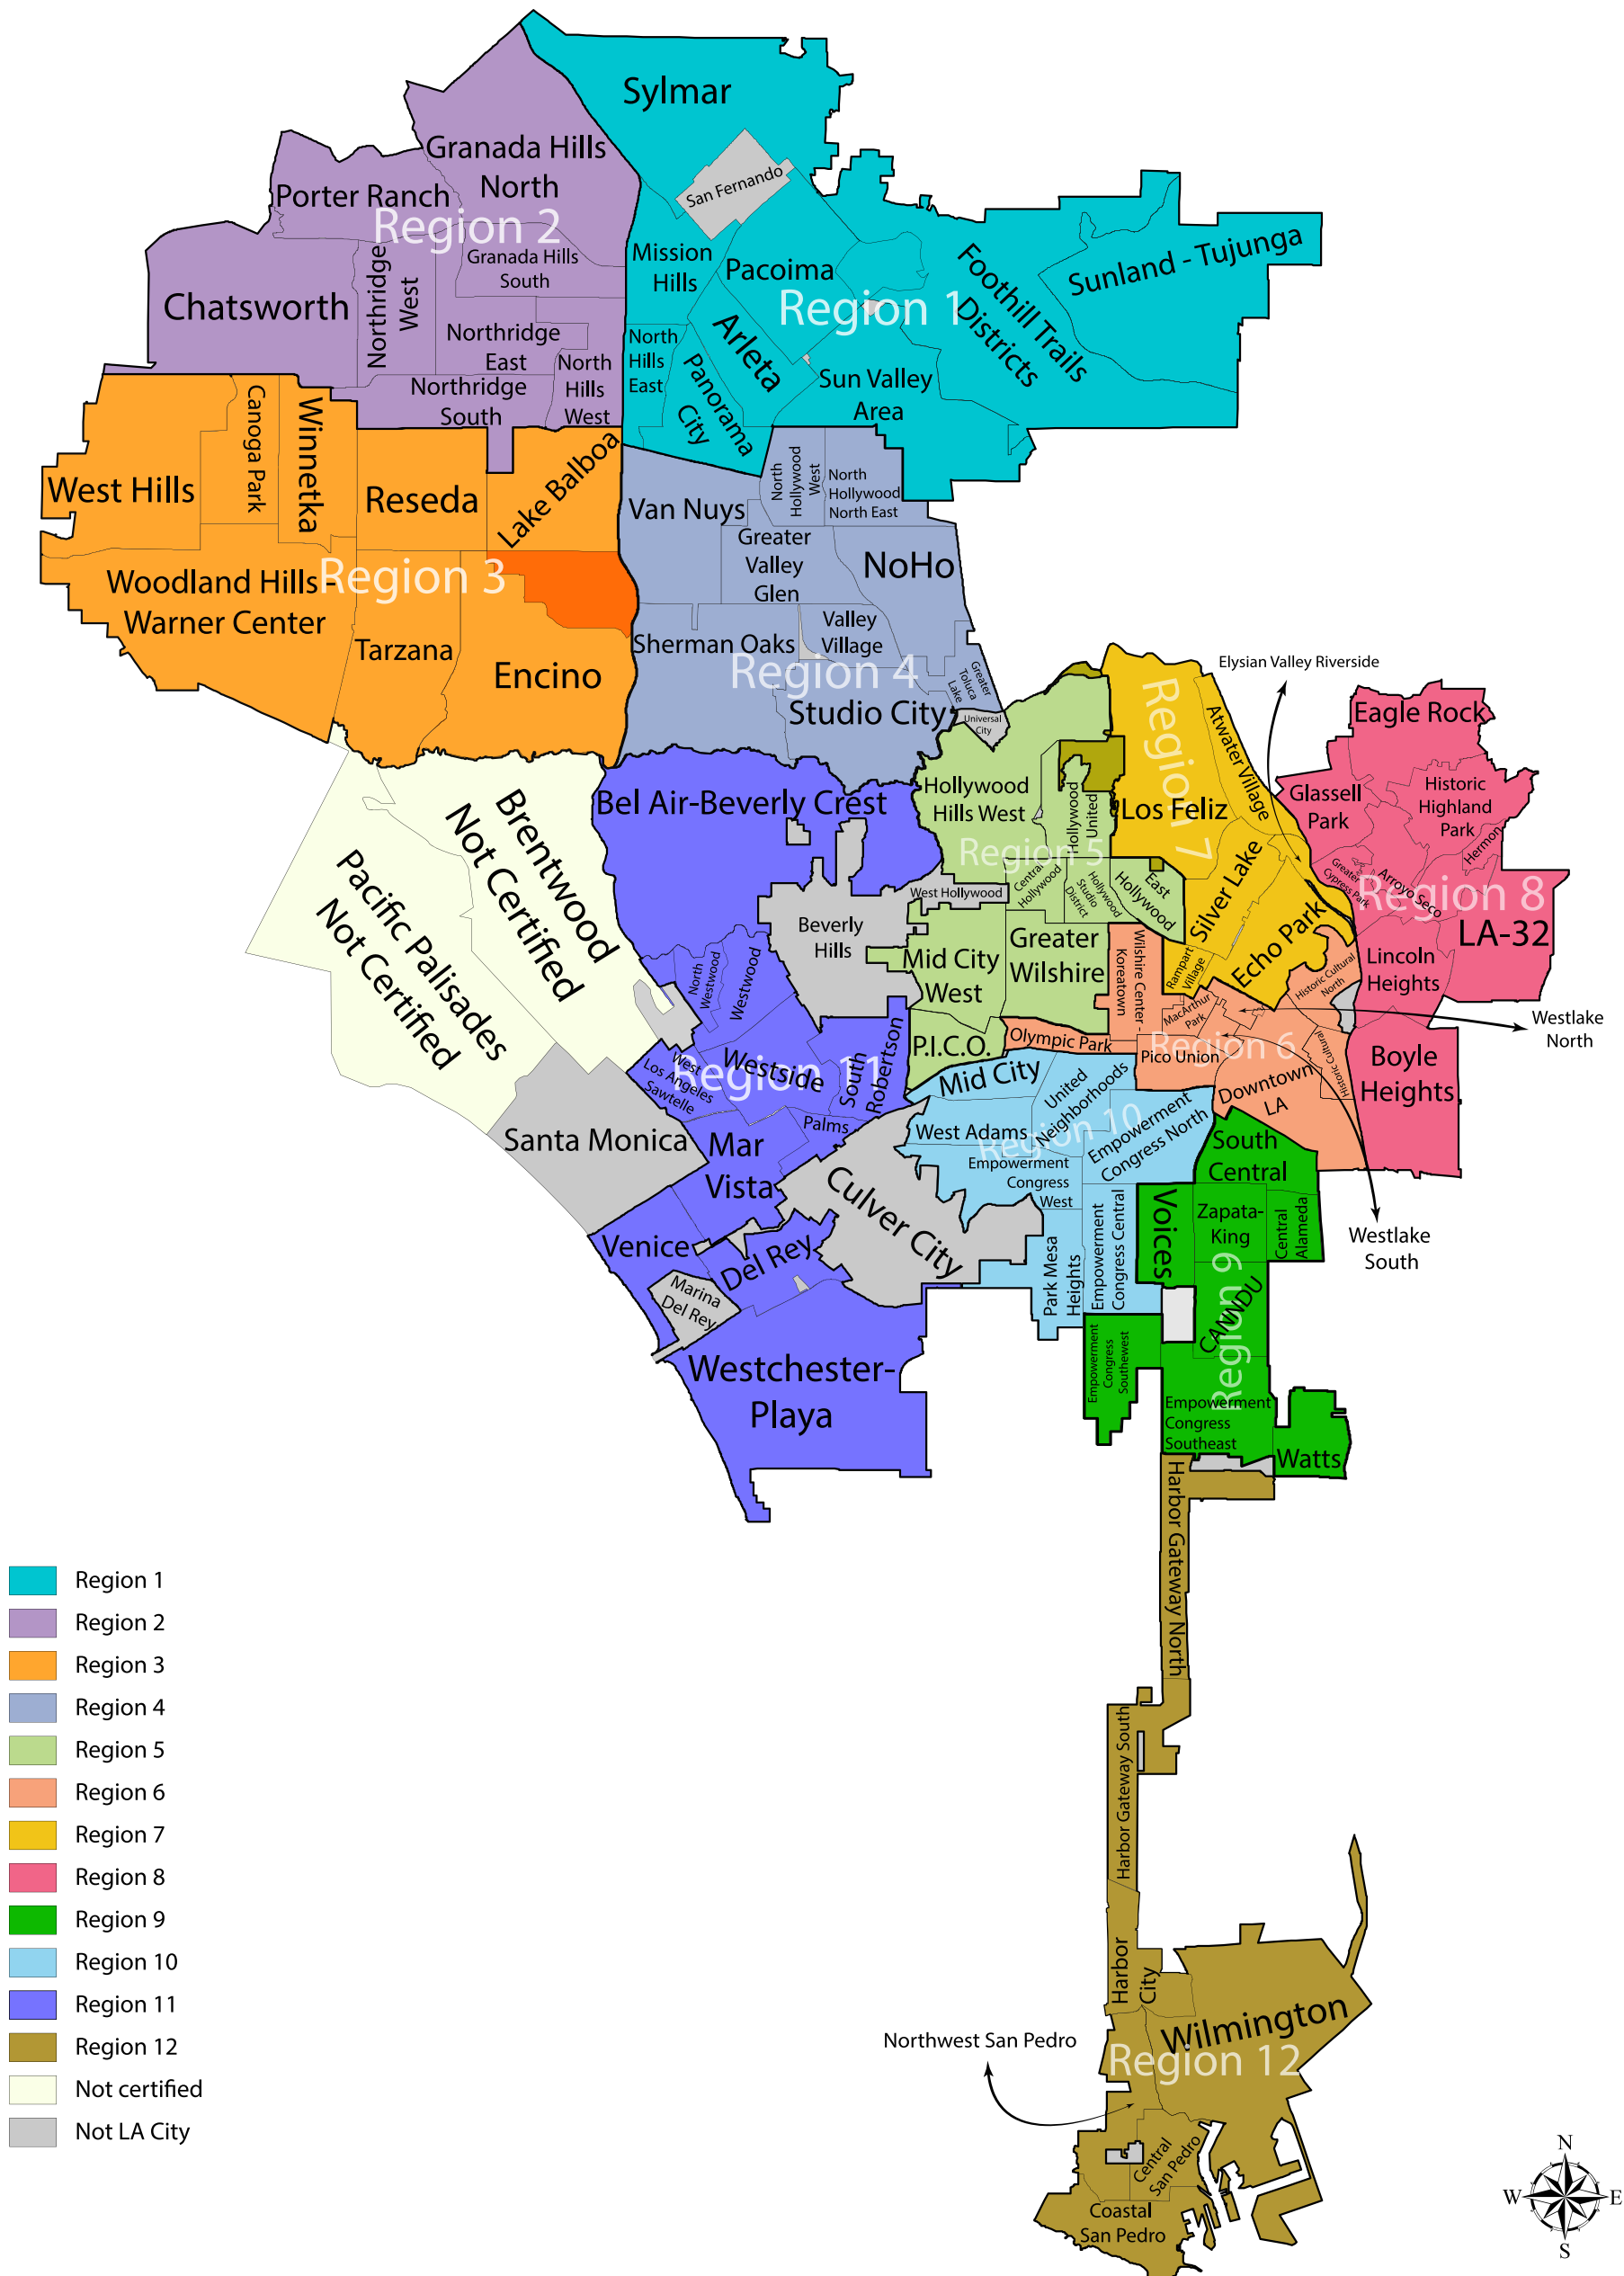 Sylmar
San Fernando
Granada Hills
North
Porter Ranch
Region 2
Granada Hills
South
Northridge
West
Chatsworth
Northridge
East
North
Hills
West
Northridge
South
Mission
Hills
Pacoima
Region 1
Foothill Trails
Districts
Sunland - Tujunga
North
Hills
East
Arleta
Panorama
City
Sun Valley
Area
West Hills
Canoga Park
Winnetka
Reseda
Lake Balboa
Woodland Hills-
Warner Center
Region 3
Tarzana
Encino
Van Nuys
North
Hollywood
West
North
Hollywood
North East
Greater
Valley
Glen
NoHo
Sherman Oaks
Valley
Village
Region 4
Greater
Toluca
Lake
Studio City
Universal
City
Elysian Valley Riverside
Region 7
Atwater Village
Los Feliz
Silver Lake
Echo Park
Rampart
Village
Eagle Rock
Glassell
Park
Historic
Highland
Park
Hermon
Greater
Cypress Park
Arroyo Seco
Region 8
LA-32
Lincoln
Heights
Boyle
Heights
Hollywood
Hills West
Hollywood
United
Region 5
Central
Hollywood
Hollywood
Studio
District
East
Hollywood
West Hollywood
Mid City
West
Greater
Wilshire
P.I.C.O.
Wilshire Center -
Koreatown
Olympic Park
MacArthur
Park
Region 6
Pico Union
Historic Cultural
North
Historic Cultural
Downtown
LA
Westlake
North
Westlake
South
Bel Air-Beverly Crest
Beverly
Hills
Brentwood
Not Certified
Pacific Palisades
Not Certified
North
Westwood
Westwood
Westside
Region 11
West
Los Angeles
Sawtelle
South
Robertson
Palms
Santa Monica
Mar
Vista
Venice
Del Rey
Marina
Del Rey
Culver City
Westchester-
Playa
Mid City
United
Neighborhoods
West Adams
Region 10
Empowerment
Congress North
Empowerment
Congress
West
Park Mesa
Heights
Empowerment
Congress Central
South
Central
Voices
Zapata-
King
Central
Alameda
CANNDU
Region 9
Empowerment
Congress
Southewest
Empowerment
Congress
Southeast
Watts
Harbor Gateway North
Harbor Gateway South
Harbor
City
Wilmington
Region 12
Northwest San Pedro
Central
San Pedro
Coastal
San Pedro
Region 1
Region 2
Region 3
Region 4
Region 5
Region 6
Region 7
Region 8
Region 9
Region 10
Region 11
Region 12
Not certified
Not LA City
N
W
E
S